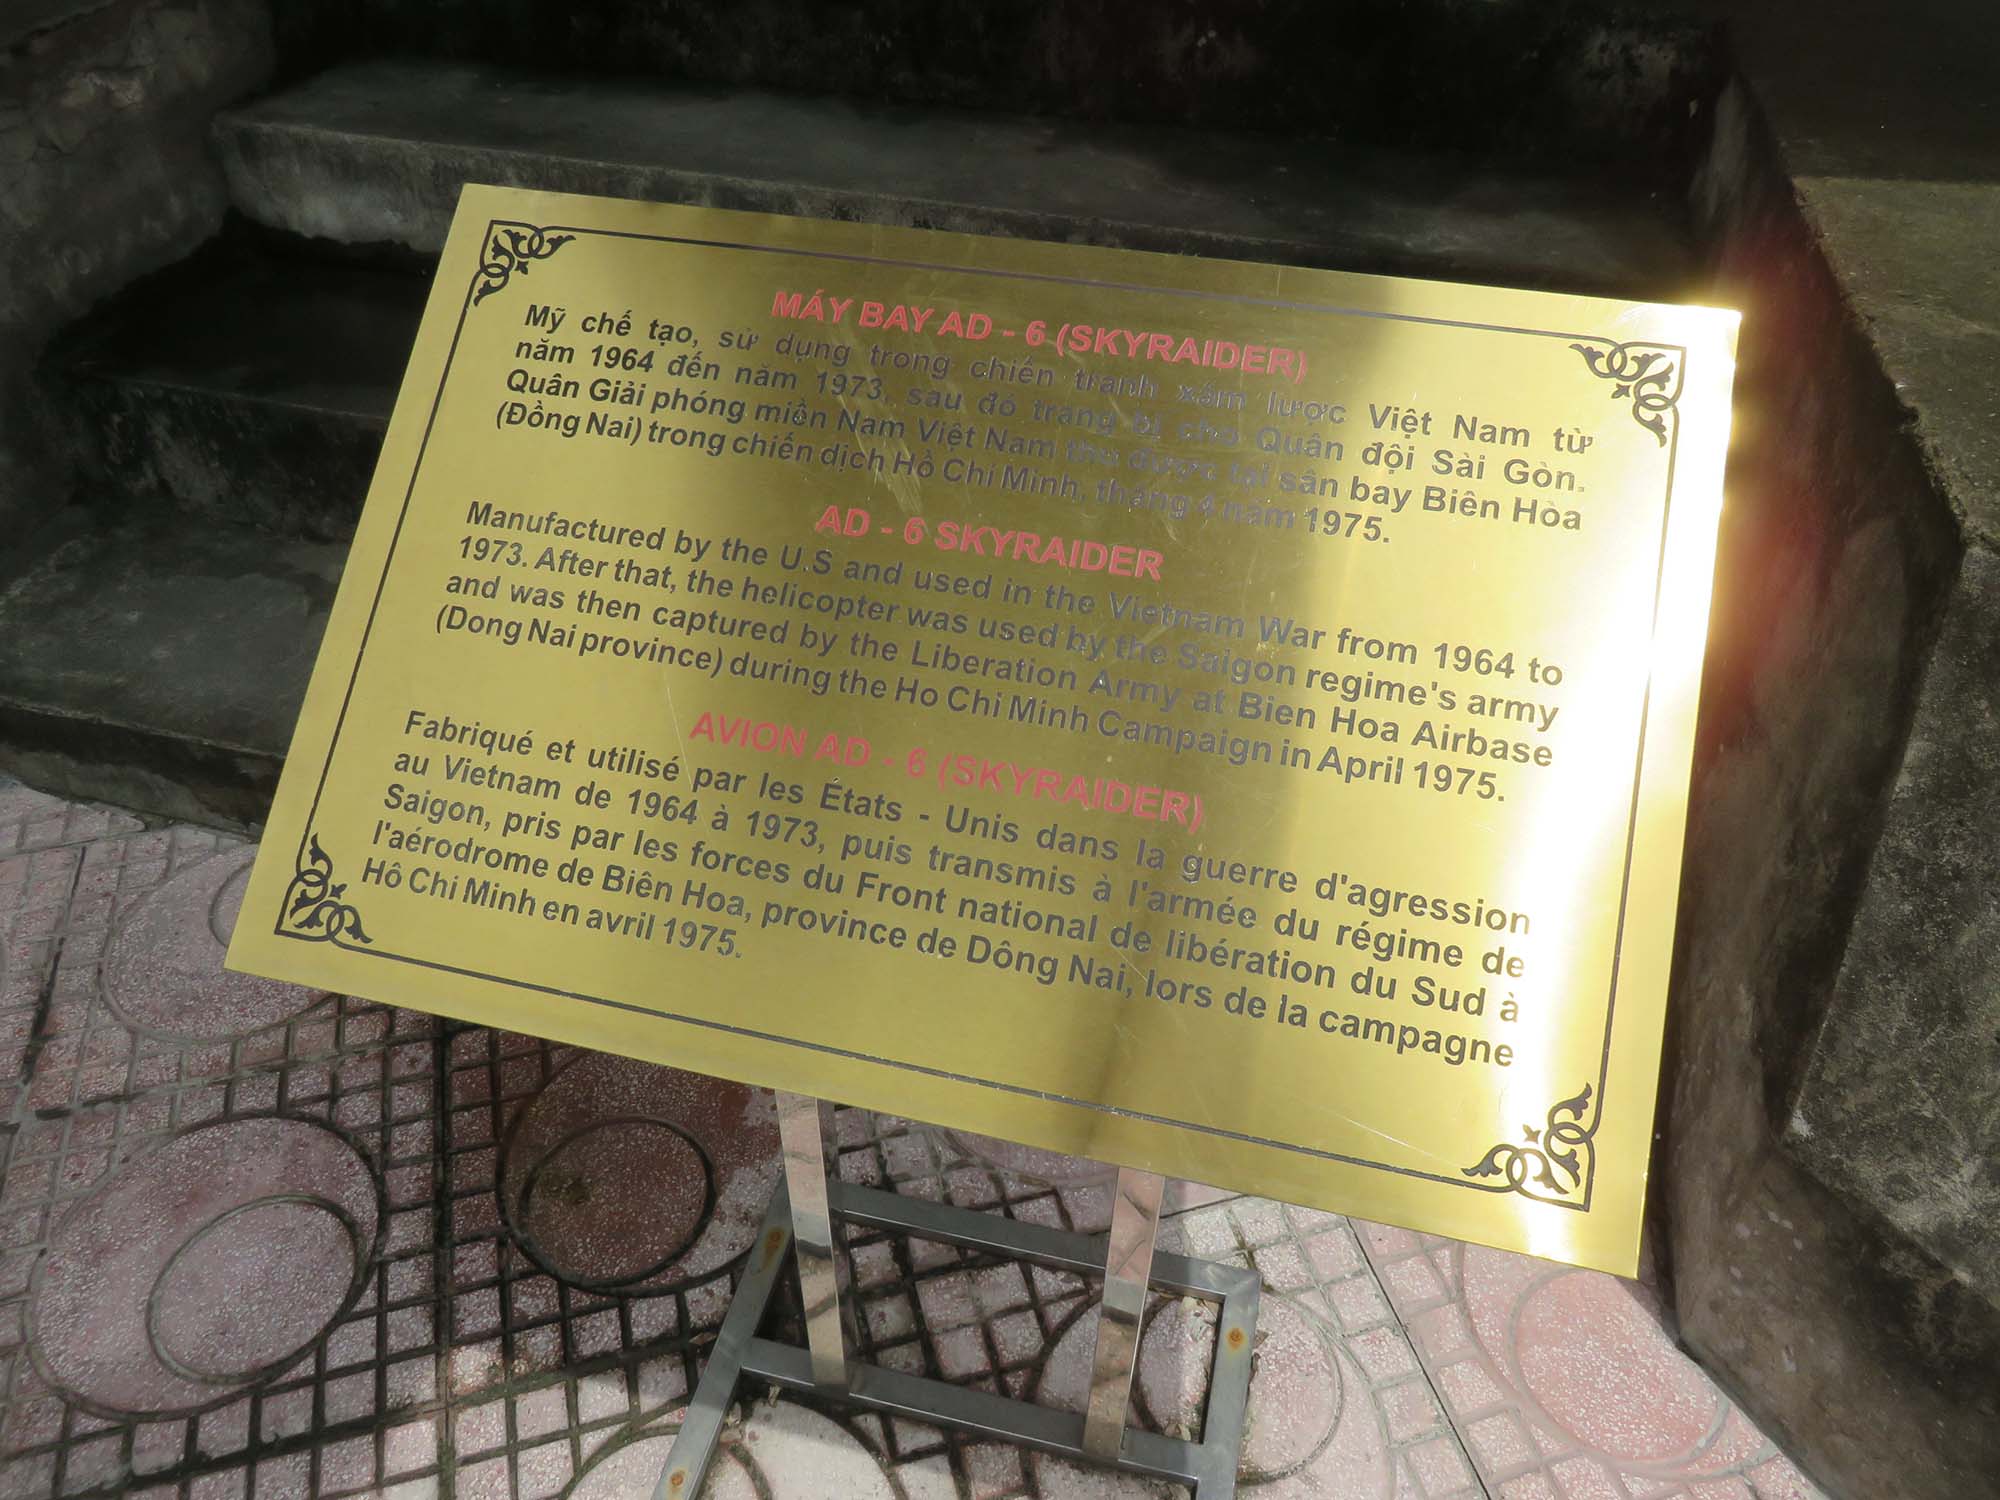 MÁY BAY AD - 6 (SKYRAIDER)
Mỹ chế tạo, sử dụng trong chiến tranh xâm lược Việt Nam từ
năm 1964 đến năm 1973, sau đó trang bị cho Quân đội Sài Gòn.
Quân Giải phóng miền Nam Việt Nam thu được tại sân bay Biên Hòa
(Đồng Nai) trong chiến dịch Hồ Chí Minh, tháng 4 năm 1975.
AD - 6 SKYRAIDER
Manufactured by the U.S and used in the Vietnam War from 1964 to
1973. After that, the helicopter was used by the Saigon regime's army
and was then captured by the Liberation Army at Bien Hoa Airbase
(Dong Nai province) during the Ho Chi Minh Campaign in April 1975.
AVION AD - 6 (SKYRAIDER)
Fabriqué et utilisé par les États - Unis dans la guerre d'agression
au Vietnam de 1964 à 1973, puis transmis à l'armée du régime de
Saigon, pris par les forces du Front national de libération du Sud à
l'aérodrome de Biên Hoa, province de Dông Nai, lors de la campagne
Hô Chi Minh en avril 1975.